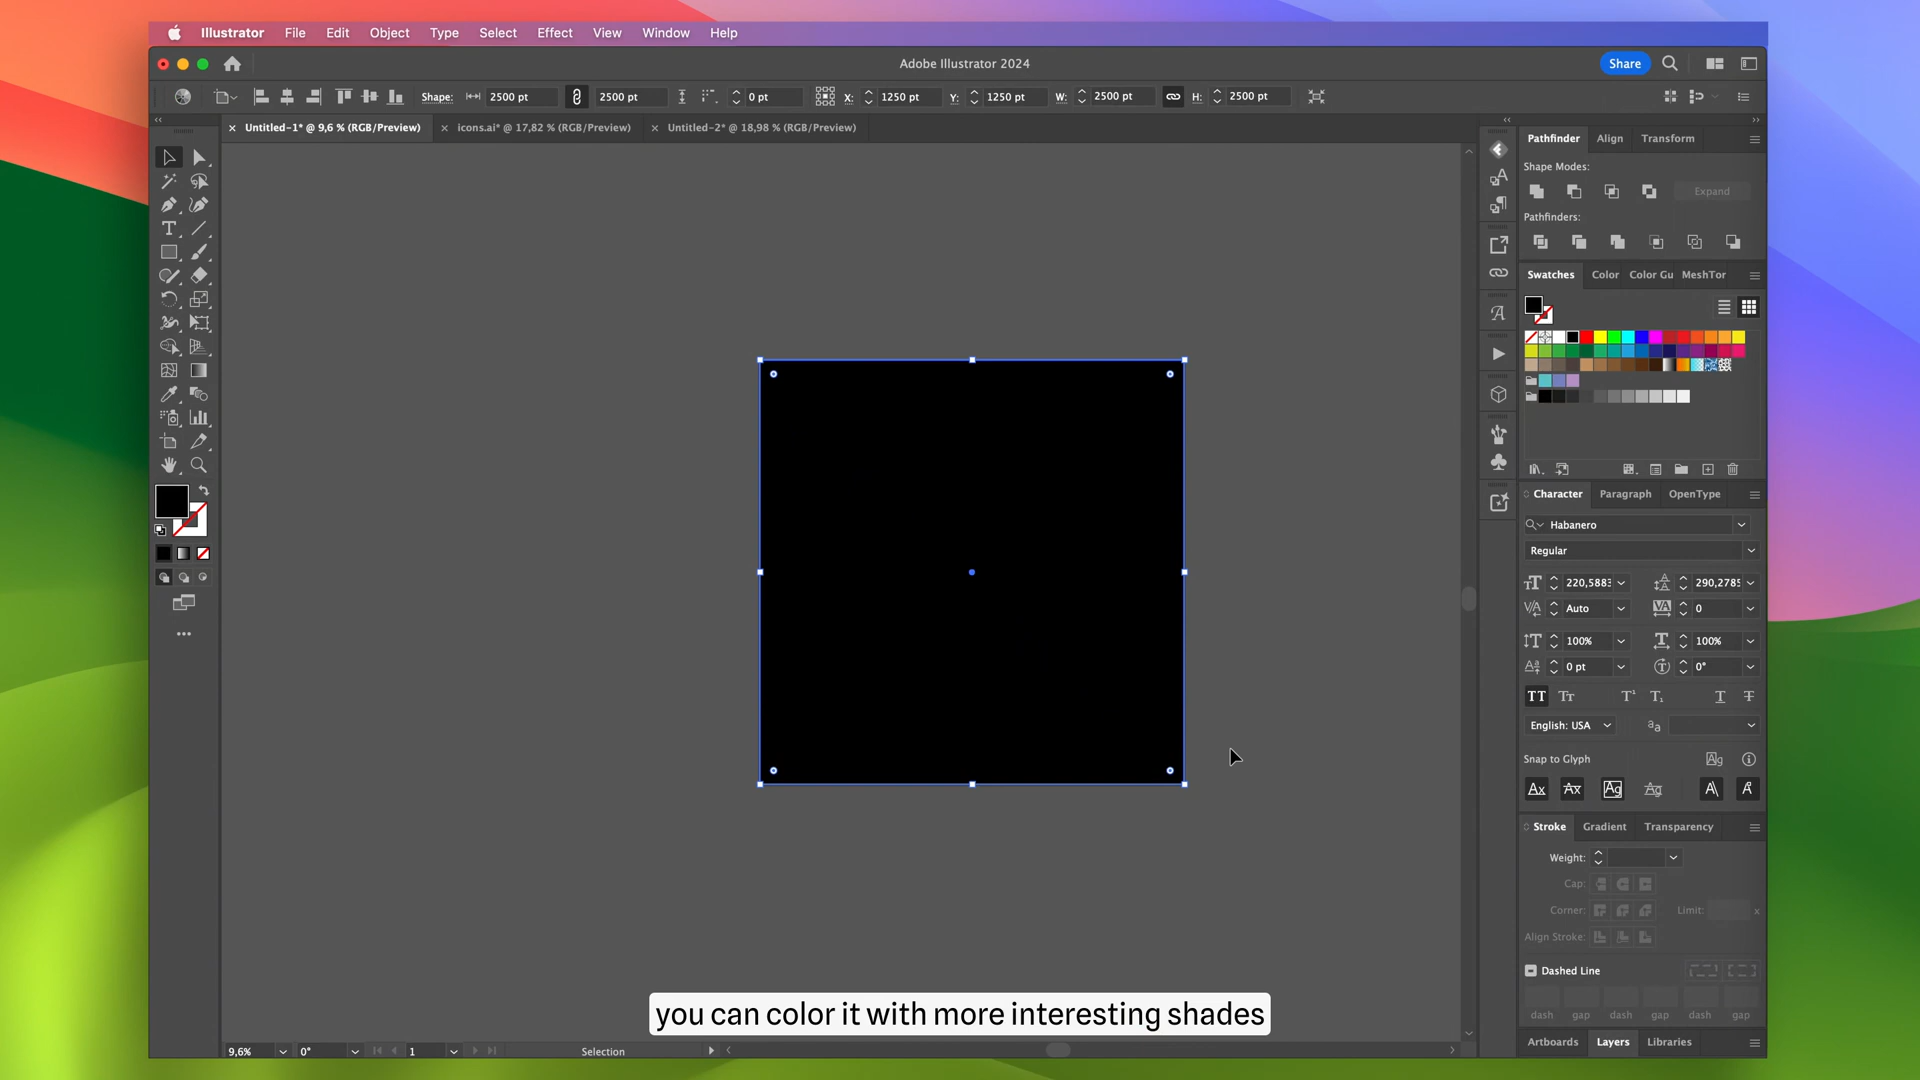 Illustrator File Edit Object Type Select Effect View Window Help
Adobe Illustrator 2024
Share
Shape: 2500 pt 2500 pt 0 pt X: 1250 pt Y: 1250 pt W: 2500 pt H: 2500 pt
× Untitled-1* @ 9,6 % (RGB/Preview) × icons.ai* @ 17,82 % (RGB/Preview) × Untitled-2* @ 18,98 % (RGB/Preview)
Pathfinder Align Transform
Shape Modes:
Expand
Pathfinders:
Swatches Color Color Gu MeshTor
Character Paragraph OpenType
Habanero
Regular
220,5883 290,2785
Auto 0
100% 100%
0 pt 0°
English: USA
Snap to Glyph
Stroke Gradient Transparency
Weight:
Cap:
Corner: Limit: x
Align Stroke:
Dashed Line
dash gap dash gap dash gap
Artboards Layers Libraries
you can color it with more interesting shades
9,6% 0° 1 Selection